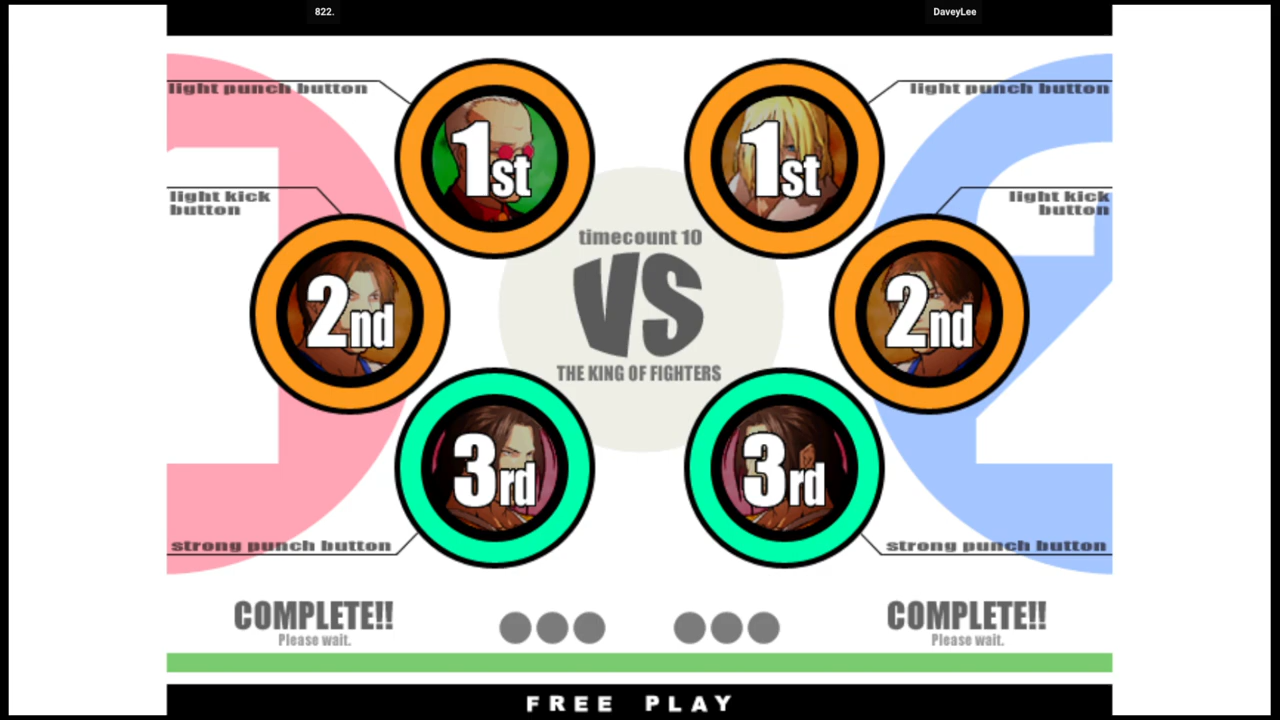 822.
DaveyLee
light punch button
light punch button
1st
1st
light kick
button
light kick
button
timecount 10
VS
THE KING OF FIGHTERS
2nd
2nd
3rd
3rd
strong punch button
strong punch button
COMPLETE!!
Please wait.
COMPLETE!!
Please wait.
FREE PLAY
1
2